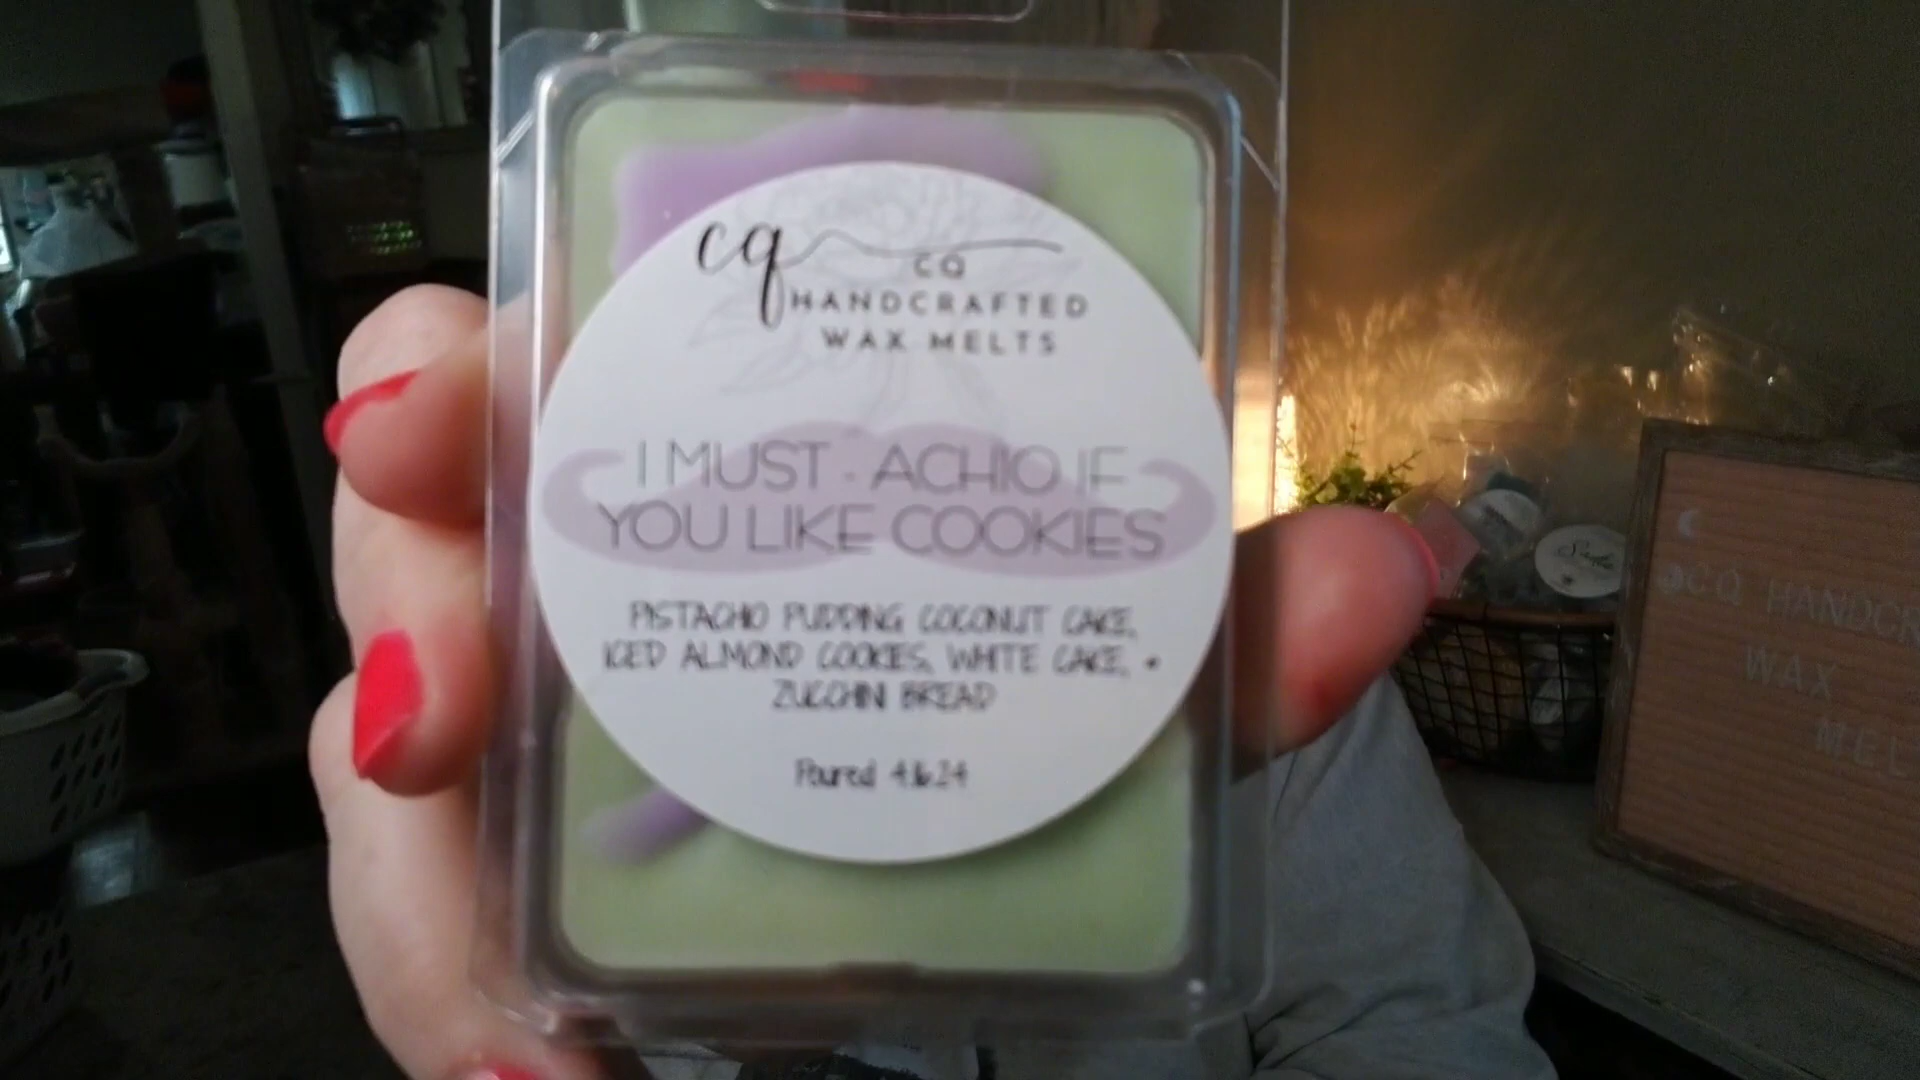 cq
CQ
HANDCRAFTED
WAX MELTS
I MUST - ACHIO IF
YOU LIKE COOKIES
PISTACHIO PUDDING COCONUT CAKE,
ICED ALMOND COOKIES, WHITE CAKE, +
ZUCCHINI BREAD
Poured 4.16.24
CQ HANDCR
WAX
MEL